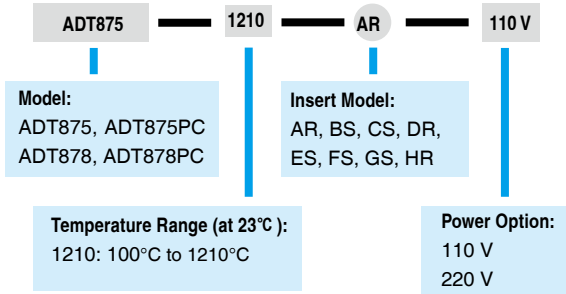 ADT875 1210 AR 110 V
Model:
ADT875, ADT875PC
ADT878, ADT878PC
Insert Model:
AR, BS, CS, DR,
ES, FS, GS, HR
Temperature Range (at 23°C ):
1210: 100°C to 1210°C
Power Option:
110 V
220 V